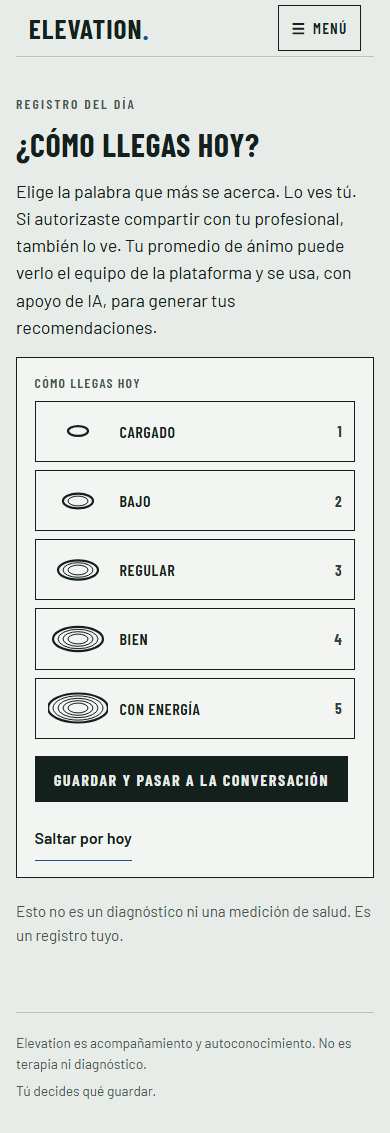 ELEVATION.
☰ MENÚ
REGISTRO DEL DÍA
¿CÓMO LLEGAS HOY?
Elige la palabra que más se acerca. Lo ves tú.
Si autorizaste compartir con tu profesional,
también lo ve. Tu promedio de ánimo puede
verlo el equipo de la plataforma y se usa, con
apoyo de IA, para generar tus
recomendaciones.
CÓMO LLEGAS HOY
CARGADO 1
BAJO 2
REGULAR 3
BIEN 4
CON ENERGÍA 5
GUARDAR Y PASAR A LA CONVERSACIÓN
Saltar por hoy
Esto no es un diagnóstico ni una medición de salud. Es
un registro tuyo.
Elevation es acompañamiento y autoconocimiento. No es
terapia ni diagnóstico.
Tú decides qué guardar.